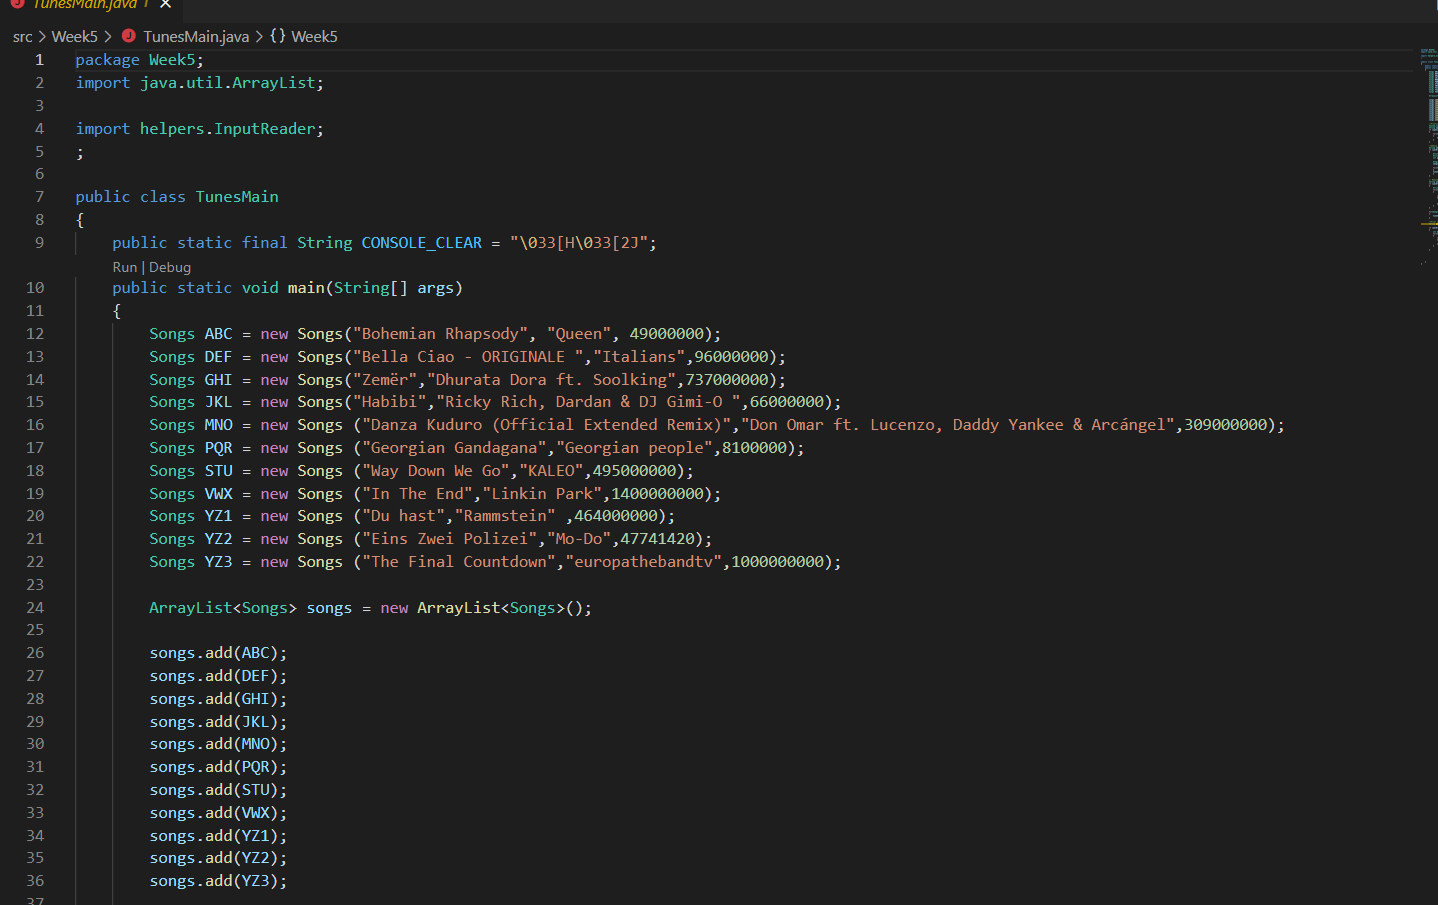 TunesMain.java 1 ×
src > Week5 > TunesMain.java > {} Week5
1 package Week5;
2 import java.util.ArrayList;
3
4 import helpers.InputReader;
5 ;
6
7 public class TunesMain
8 {
9 public static final String CONSOLE_CLEAR = "\033[H\033[2J";
Run | Debug
10 public static void main(String[] args)
11 {
12 Songs ABC = new Songs("Bohemian Rhapsody", "Queen", 49000000);
13 Songs DEF = new Songs("Bella Ciao - ORIGINALE ","Italians",96000000);
14 Songs GHI = new Songs("Zemër","Dhurata Dora ft. Soolking",737000000);
15 Songs JKL = new Songs("Habibi","Ricky Rich, Dardan & DJ Gimi-O ",66000000);
16 Songs MNO = new Songs ("Danza Kuduro (Official Extended Remix)","Don Omar ft. Lucenzo, Daddy Yankee & Arcángel",309000000);
17 Songs PQR = new Songs ("Georgian Gandagana","Georgian people",8100000);
18 Songs STU = new Songs ("Way Down We Go","KALEO",495000000);
19 Songs VWX = new Songs ("In The End","Linkin Park",1400000000);
20 Songs YZ1 = new Songs ("Du hast","Rammstein" ,464000000);
21 Songs YZ2 = new Songs ("Eins Zwei Polizei","Mo-Do",47741420);
22 Songs YZ3 = new Songs ("The Final Countdown","europathebandtv",1000000000);
23
24 ArrayList<Songs> songs = new ArrayList<Songs>();
25
26 songs.add(ABC);
27 songs.add(DEF);
28 songs.add(GHI);
29 songs.add(JKL);
30 songs.add(MNO);
31 songs.add(PQR);
32 songs.add(STU);
33 songs.add(VWX);
34 songs.add(YZ1);
35 songs.add(YZ2);
36 songs.add(YZ3);
37